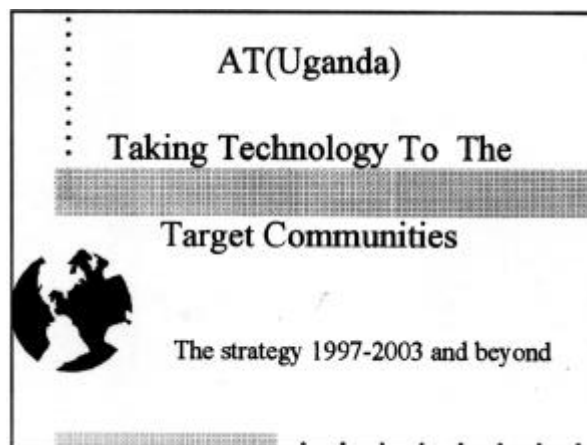 AT(Uganda)
Taking Technology To The
Target Communities
The strategy 1997-2003 and beyond